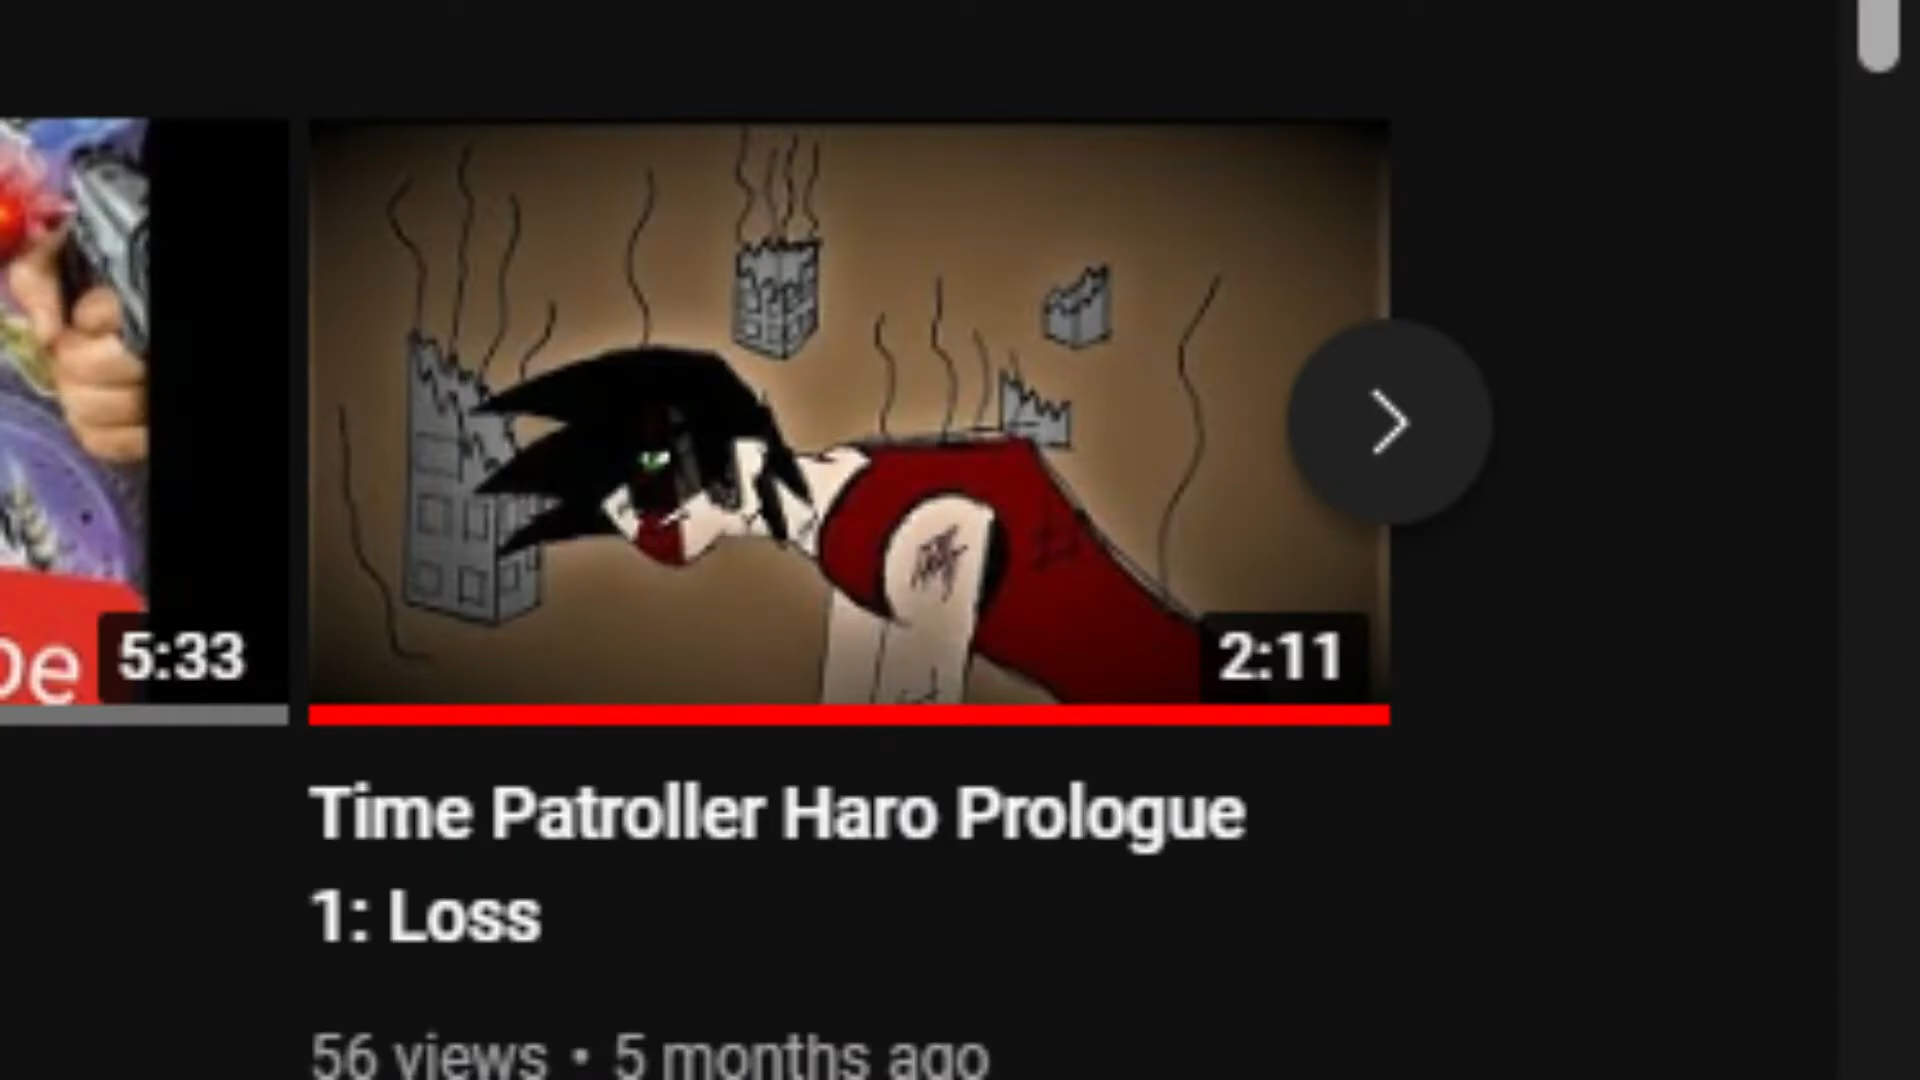 5:33
2:11
Time Patroller Haro Prologue
1: Loss
56 views • 5 months ago